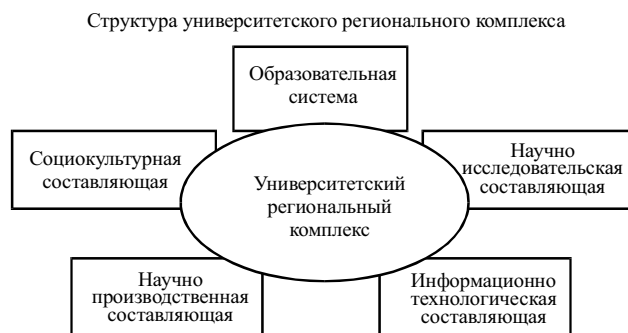 Структура университетского регионального комплекса
Образовательная
система
Социокультурная
составляющая
Научно
исследовательская
составляющая
Университетский
региональный
комплекс
Научно
производственная
составляющая
Информационно
технологическая
составляющая